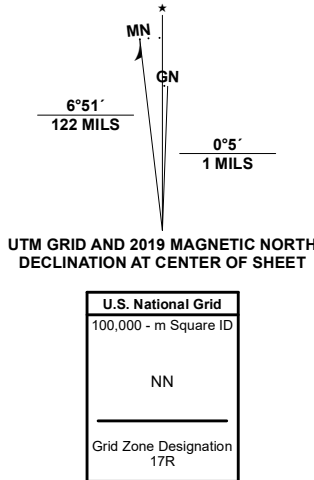 ★
MN
GN
6°51´
122 MILS
0°5´
1 MILS
UTM GRID AND 2019 MAGNETIC NORTH
DECLINATION AT CENTER OF SHEET
U.S. National Grid
100,000 - m Square ID
NN
Grid Zone Designation
17R